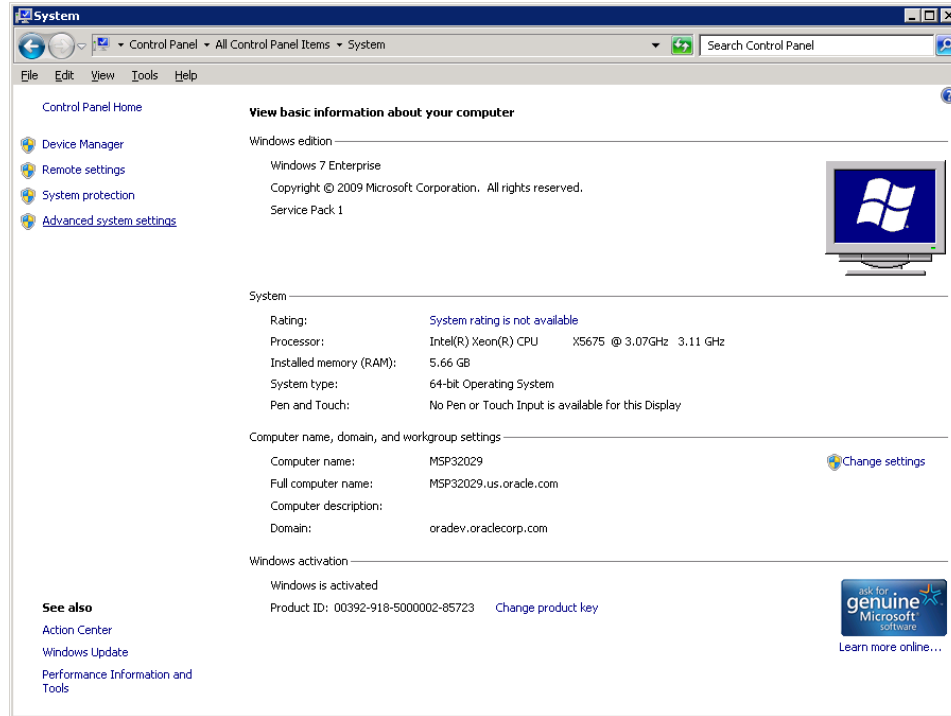 System
Control Panel All Control Panel Items System
Search Control Panel
File Edit View Tools Help
Control Panel Home
Device Manager
Remote settings
System protection
Advanced system settings
View basic information about your computer
Windows edition
Windows 7 Enterprise
Copyright © 2009 Microsoft Corporation. All rights reserved.
Service Pack 1
System
Rating: System rating is not available
Processor: Intel(R) Xeon(R) CPU X5675 @ 3.07GHz 3.11 GHz
Installed memory (RAM): 5.66 GB
System type: 64-bit Operating System
Pen and Touch: No Pen or Touch Input is available for this Display
Computer name, domain, and workgroup settings
Computer name: MSP32029
Change settings
Full computer name: MSP32029.us.oracle.com
Computer description:
Domain: oradev.oraclecorp.com
Windows activation
Windows is activated
Product ID: 00392-918-5000002-85723 Change product key
ask for
genuine
Microsoft
software
Learn more online...
See also
Action Center
Windows Update
Performance Information and
Tools